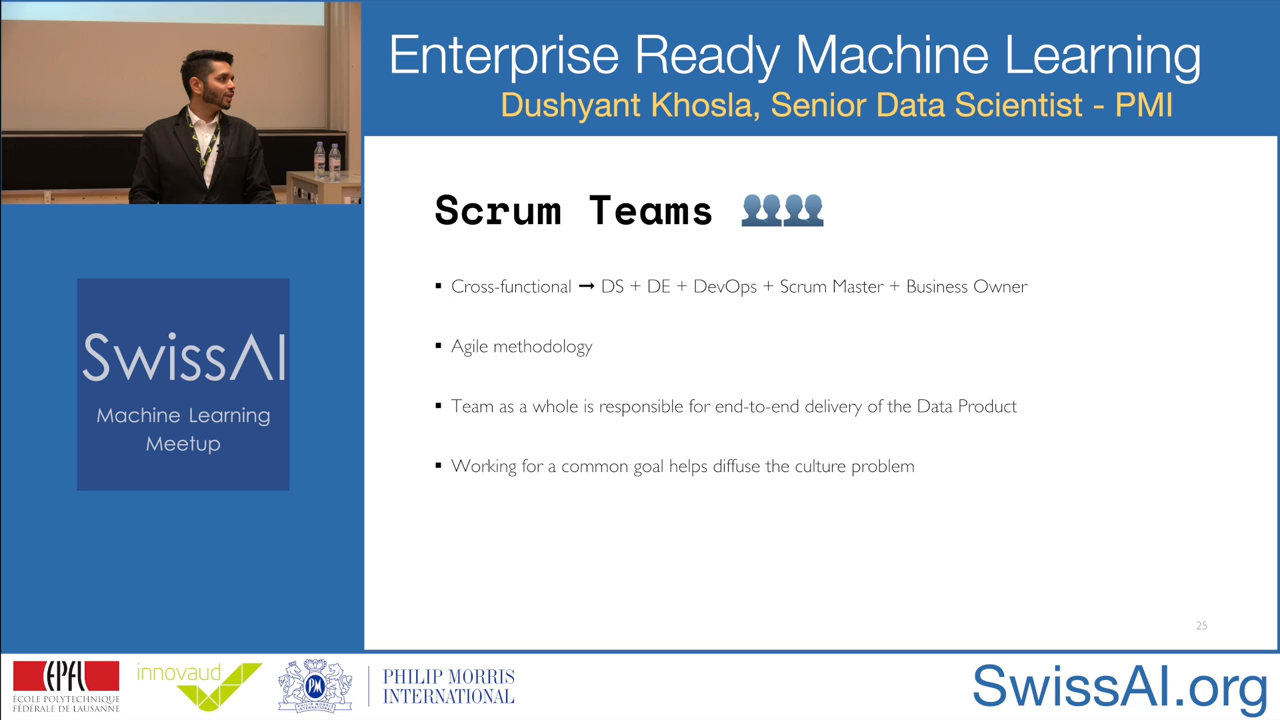 Enterprise Ready Machine Learning
Dushyant Khosla, Senior Data Scientist - PMI
Scrum Teams
▪ Cross-functional → DS + DE + DevOps + Scrum Master + Business Owner
▪ Agile methodology
▪ Team as a whole is responsible for end-to-end delivery of the Data Product
▪ Working for a common goal helps diffuse the culture problem
25
SwissAI
Machine Learning
Meetup
EPFL
ÉCOLE POLYTECHNIQUE
FÉDÉRALE DE LAUSANNE
innovaud
PM
PHILIP MORRIS
INTERNATIONAL
SwissAI.org